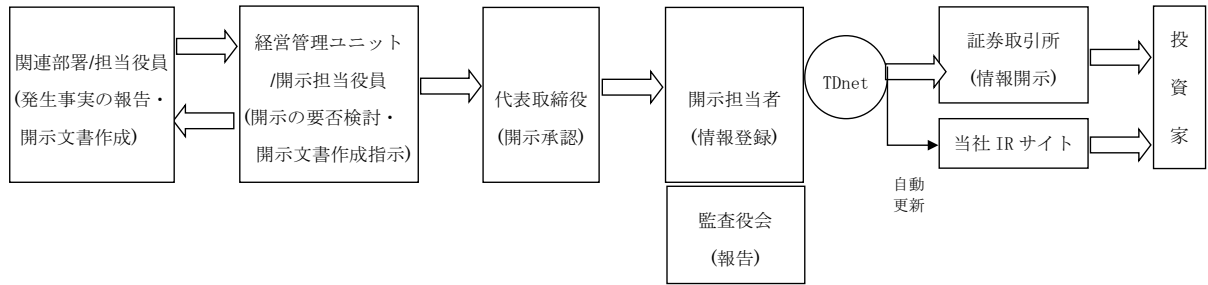 関連部署/担当役員
(発生事実の報告・
開示文書作成)
経営管理ユニット
/開示担当役員
(開示の要否検討・
開示文書作成指示)
代表取締役
(開示承認)
開示担当者
(情報登録)
監査役会
(報告)
TDnet
自動
更新
証券取引所
(情報開示)
当社 IR サイト
投
資
家